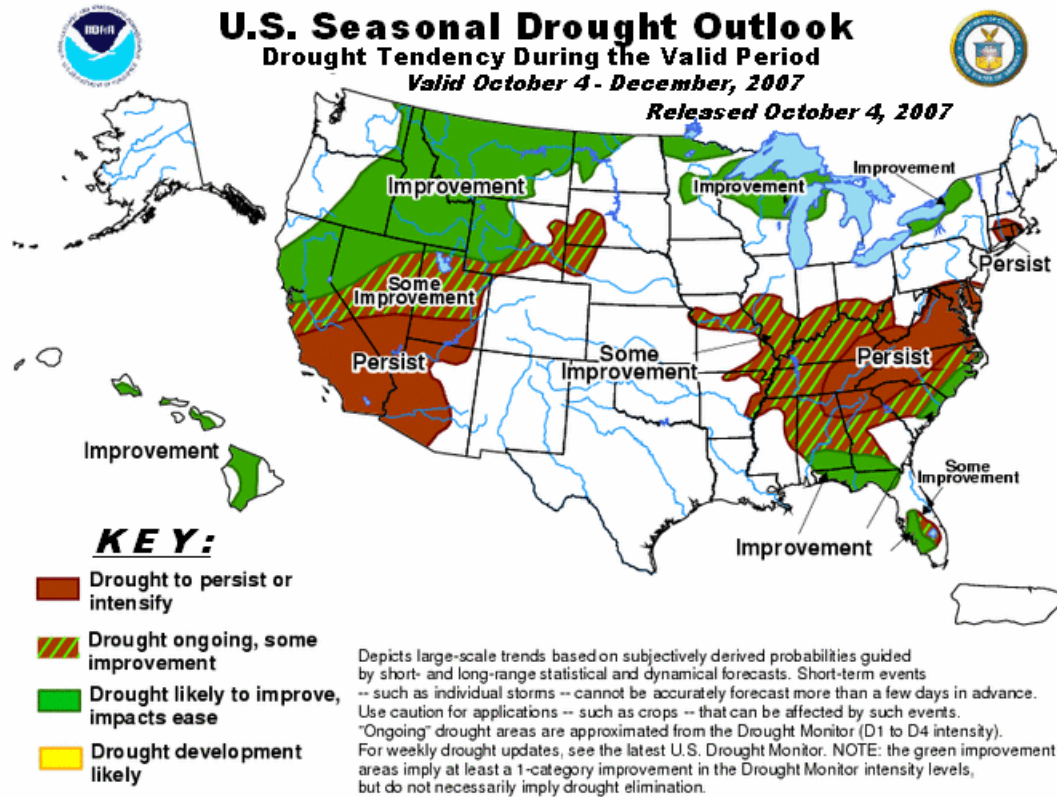 U.S. Seasonal Drought Outlook
Drought Tendency During the Valid Period
Valid October 4 - December, 2007
Released October 4, 2007
NOAA
Improvement
Improvement
Improvement
Persist
Some
Improvement
Persist
Some
Improvement
Persist
Improvement
Some
Improvement
Improvement
KEY:
Drought to persist or
intensify
Drought ongoing, some
improvement
Drought likely to improve,
impacts ease
Drought development
likely
Depicts large-scale trends based on subjectively derived probabilities guided
by short- and long-range statistical and dynamical forecasts. Short-term events
-- such as individual storms -- cannot be accurately forecast more than a few days in advance.
Use caution for applications -- such as crops -- that can be affected by such events.
"Ongoing" drought areas are approximated from the Drought Monitor (D1 to D4 intensity).
For weekly drought updates, see the latest U.S. Drought Monitor. NOTE: the green improvement
areas imply at least a 1-category improvement in the Drought Monitor intensity levels,
but do not necessarily imply drought elimination.